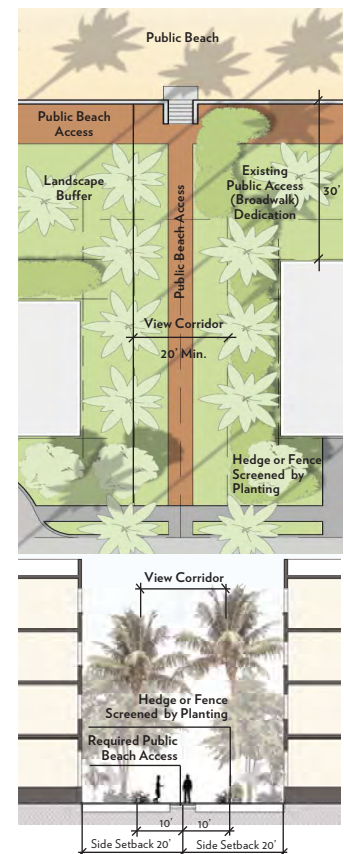 Public Beach
Public Beach
Access
Landscape
Buffer
Existing
Public Access
(Broadwalk)
Dedication
30'
Public Beach Access
View Corridor
20' Min.
Hedge or Fence
Screened by
Planting
View Corridor
Hedge or Fence
Screened by Planting
Required Public
Beach Access
10' 10'
Side Setback 20' Side Setback 20'